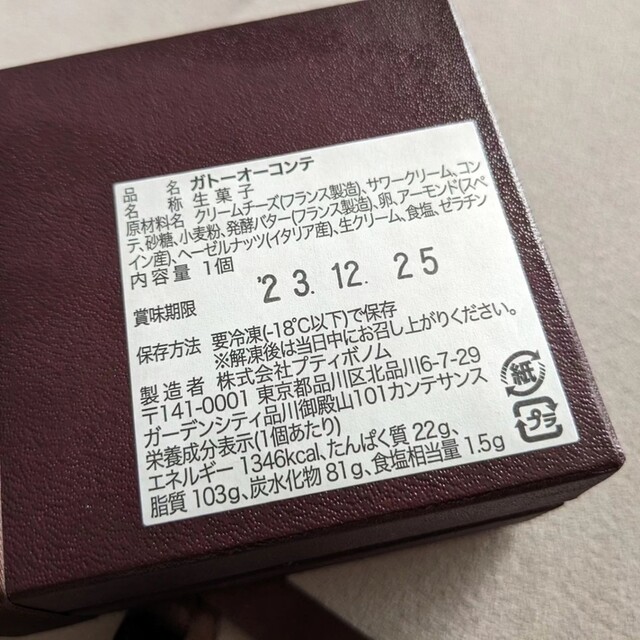 品名 ガトーオーコンテ
名称 生菓子
原材料名 クリームチーズ(フランス製造)、サワークリーム、コン
テ、砂糖、小麦粉、発酵バター(フランス製造)、卵、アーモンド(スペ
イン産)、ヘーゼルナッツ(イタリア産)、生クリーム、食塩、ゼラチン
内容量 1個
賞味期限 '23.12.25
保存方法 要冷凍(-18℃以下)で保存
※解凍後は当日中にお召し上がりください。
製造者 株式会社プティボノム
〒141-0001 東京都品川区北品川6-7-29
ガーデンシティ品川御殿山101カンテサンス
栄養成分表示(1個あたり)
エネルギー 1346kcal、たんぱく質 22g、
脂質 103g、炭水化物 81g、食塩相当量 1.5g
紙
プラ